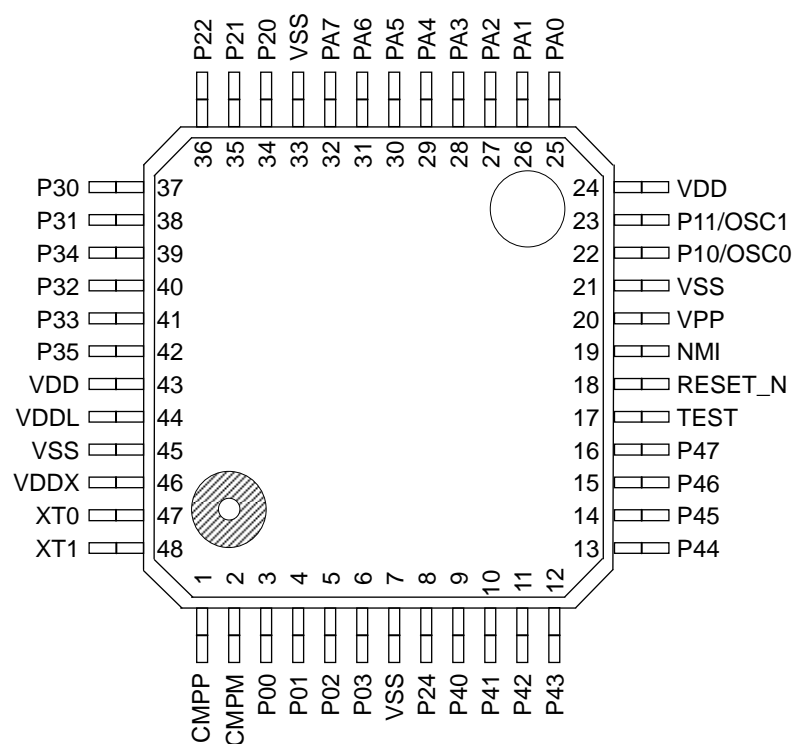 P22 P21 P20 VSS PA7 PA6 PA5 PA4 PA3 PA2 PA1 PA0
36 35 34 33 32 31 30 29 28 27 26 25
P30 37 24 VDD
P31 38 23 P11/OSC1
P34 39 22 P10/OSC0
P32 40 21 VSS
P33 41 20 VPP
P35 42 19 NMI
VDD 43 18 RESET_N
VDDL 44 17 TEST
VSS 45 16 P47
VDDX 46 15 P46
XT0 47 14 P45
XT1 48 13 P44
1 2 3 4 5 6 7 8 9 10 11 12
CMPP CMPM P00 P01 P02 P03 VSS P24 P40 P41 P42 P43